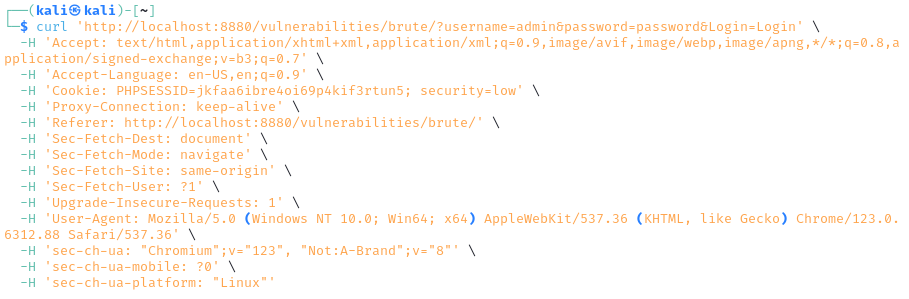 ┌──(kali㉿kali)-[~]
└─$ curl 'http://localhost:8880/vulnerabilities/brute/?username=admin&password=password&Login=Login' \
-H 'Accept: text/html,application/xhtml+xml,application/xml;q=0.9,image/avif,image/webp,image/apng,*/*;q=0.8,a
pplication/signed-exchange;v=b3;q=0.7' \
-H 'Accept-Language: en-US,en;q=0.9' \
-H 'Cookie: PHPSESSID=jkfaa6ibre4oi69p4kif3rtun5; security=low' \
-H 'Proxy-Connection: keep-alive' \
-H 'Referer: http://localhost:8880/vulnerabilities/brute/' \
-H 'Sec-Fetch-Dest: document' \
-H 'Sec-Fetch-Mode: navigate' \
-H 'Sec-Fetch-Site: same-origin' \
-H 'Sec-Fetch-User: ?1' \
-H 'Upgrade-Insecure-Requests: 1' \
-H 'User-Agent: Mozilla/5.0 (Windows NT 10.0; Win64; x64) AppleWebKit/537.36 (KHTML, like Gecko) Chrome/123.0.
6312.88 Safari/537.36' \
-H 'sec-ch-ua: "Chromium";v="123", "Not:A-Brand";v="8"' \
-H 'sec-ch-ua-mobile: ?0' \
-H 'sec-ch-ua-platform: "Linux"'